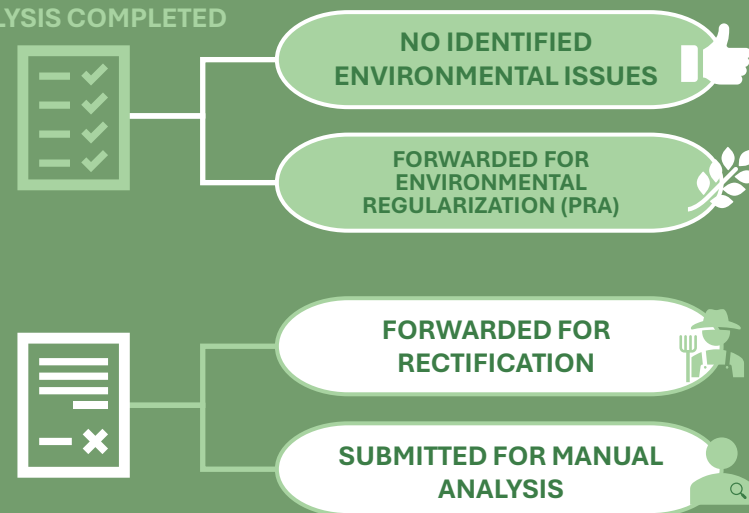 LYSIS COMPLETED
NO IDENTIFIED
ENVIRONMENTAL ISSUES
FORWARDED FOR
ENVIRONMENTAL
REGULARIZATION (PRA)
FORWARDED FOR
RECTIFICATION
SUBMITTED FOR MANUAL
ANALYSIS